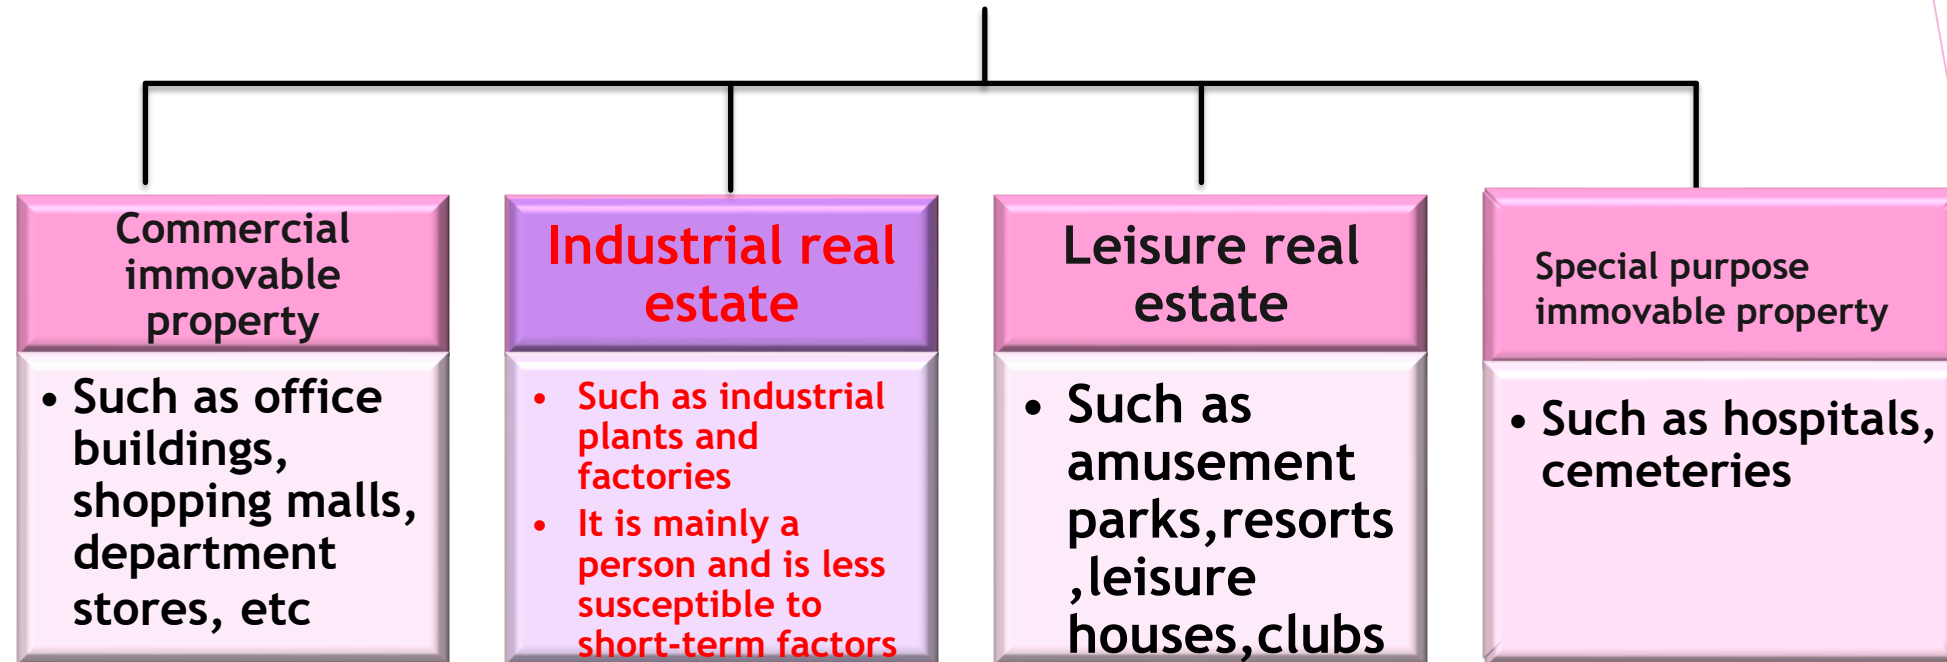 Commercial
immovable
property
• Such as office
buildings,
shopping malls,
department
stores, etc
Industrial real
estate
• Such as industrial
plants and
factories
• It is mainly a
person and is less
susceptible to
short-term factors
Leisure real
estate
• Such as
amusement
parks,resorts
,leisure
houses,clubs
Special purpose
immovable property
• Such as hospitals,
cemeteries